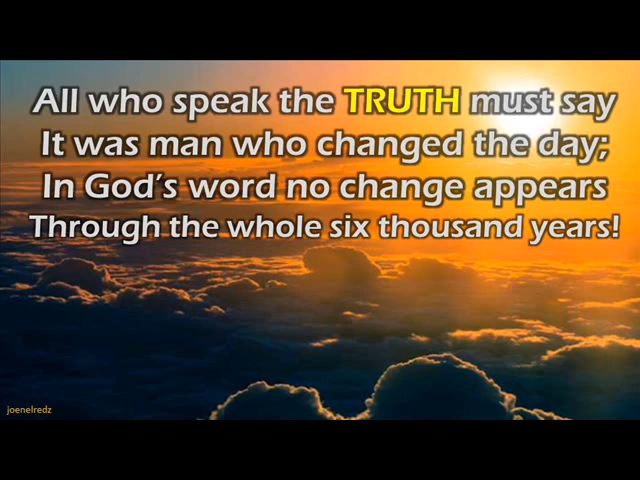 All who speak the TRUTH must say
It was man who changed the day;
In God's word no change appears
Through the whole six thousand years!
joenelredz